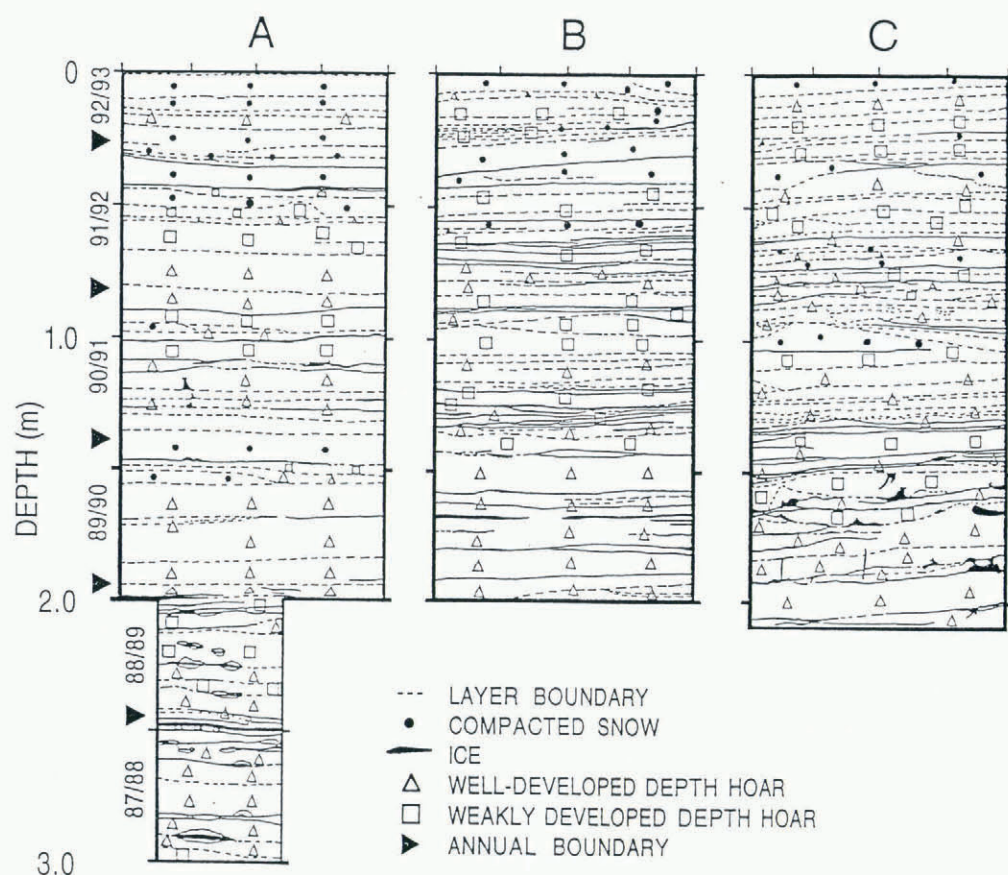 A B C
0
92/93
91/92
1.0
90/91
DEPTH (m)
89/90
2.0
88/89
87/88
3.0
LAYER BOUNDARY
COMPACTED SNOW
ICE
WELL-DEVELOPED DEPTH HOAR
WEAKLY DEVELOPED DEPTH HOAR
ANNUAL BOUNDARY